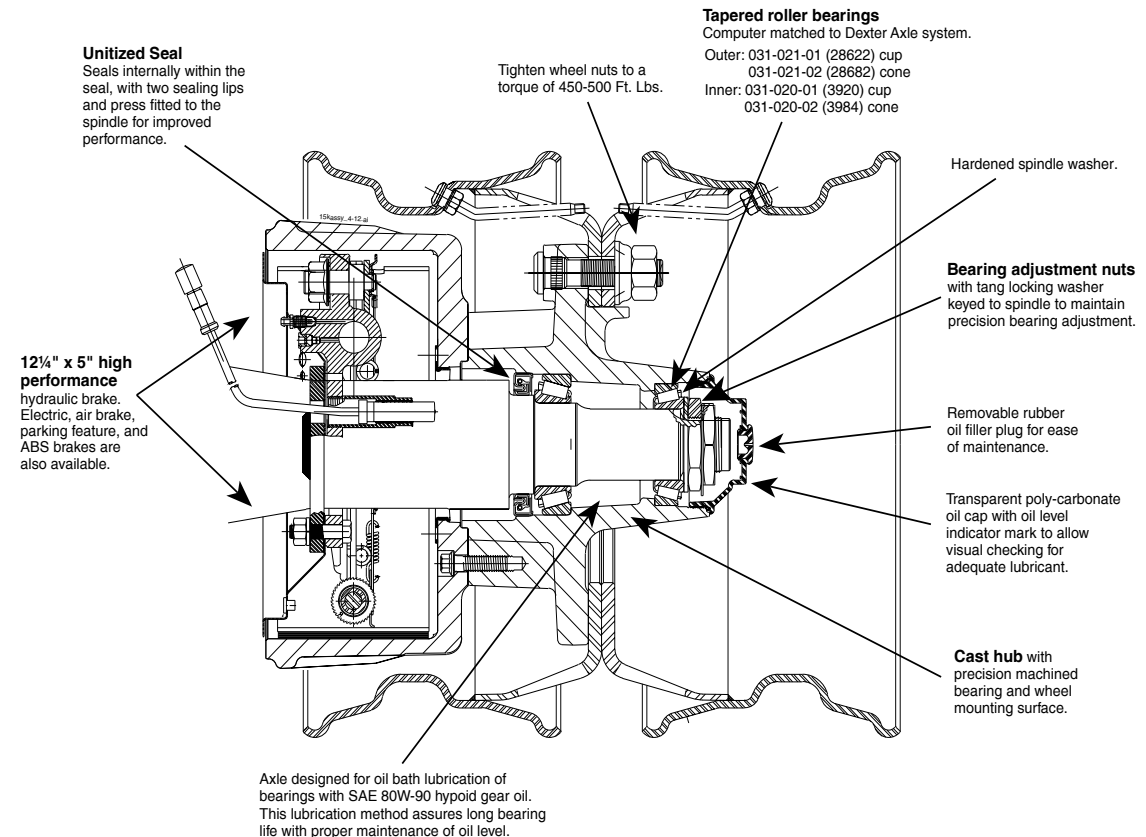 Tapered roller bearings
Computer matched to Dexter Axle system.
Outer: 031-021-01 (28622) cup
031-021-02 (28682) cone
Inner: 031-020-01 (3920) cup
031-020-02 (3984) cone
Unitized Seal
Seals internally within the
seal, with two sealing lips
and press fitted to the
spindle for improved
performance.
Tighten wheel nuts to a
torque of 450-500 Ft. Lbs.
Hardened spindle washer.
15kassy_4-12.ai
Bearing adjustment nuts
with tang locking washer
keyed to spindle to maintain
precision bearing adjustment.
12¼" x 5" high
performance
hydraulic brake.
Electric, air brake,
parking feature, and
ABS brakes are
also available.
Removable rubber
oil filler plug for ease
of maintenance.
Transparent poly-carbonate
oil cap with oil level
indicator mark to allow
visual checking for
adequate lubricant.
Cast hub with
precision machined
bearing and wheel
mounting surface.
Axle designed for oil bath lubrication of
bearings with SAE 80W-90 hypoid gear oil.
This lubrication method assures long bearing
life with proper maintenance of oil level.